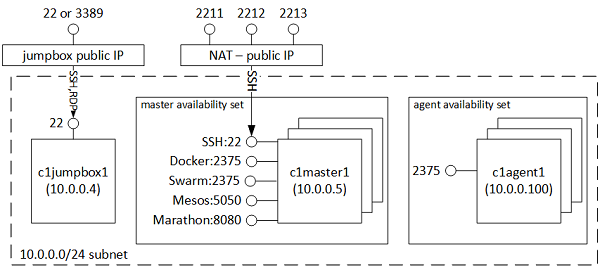 22 or 3389
2211 2212 2213
jumpbox public IP
NAT – public IP
SSH,RDP
SSH
master availability set
agent availability set
22
c1jumpbox1
(10.0.0.4)
SSH:22
Docker:2375
Swarm:2375
Mesos:5050
Marathon:8080
c1master1
(10.0.0.5)
2375
c1agent1
(10.0.0.100)
10.0.0.0/24 subnet